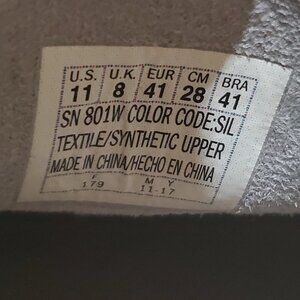 U.S. U.K. EUR CM BRA
11 8 41 28 41
SN 801W COLOR CODE:SIL
TEXTILE/SYNTHETIC UPPER
MADE IN CHINA/HECHO EN CHINA
F M Y
179 11-17